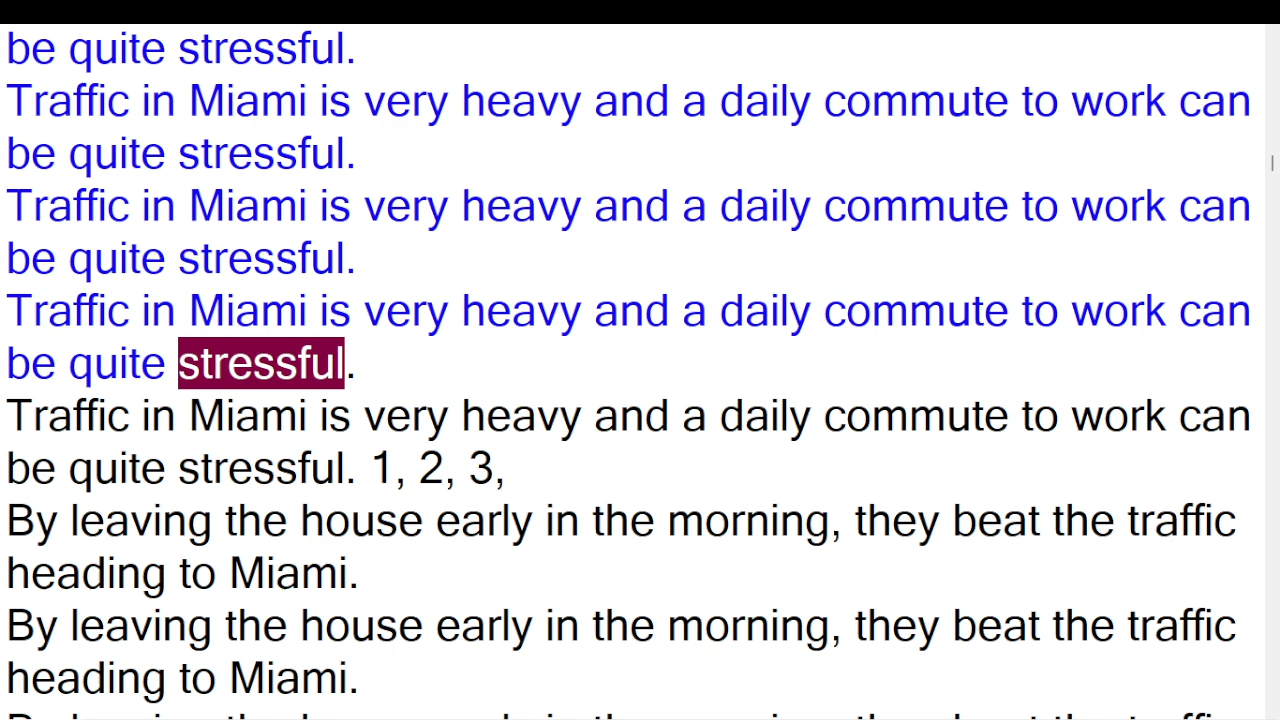 be quite stressful.
Traffic in Miami is very heavy and a daily commute to work can
be quite stressful.
Traffic in Miami is very heavy and a daily commute to work can
be quite stressful.
Traffic in Miami is very heavy and a daily commute to work can
be quite stressful.
Traffic in Miami is very heavy and a daily commute to work can
be quite stressful. 1, 2, 3,
By leaving the house early in the morning, they beat the traffic
heading to Miami.
By leaving the house early in the morning, they beat the traffic
heading to Miami.